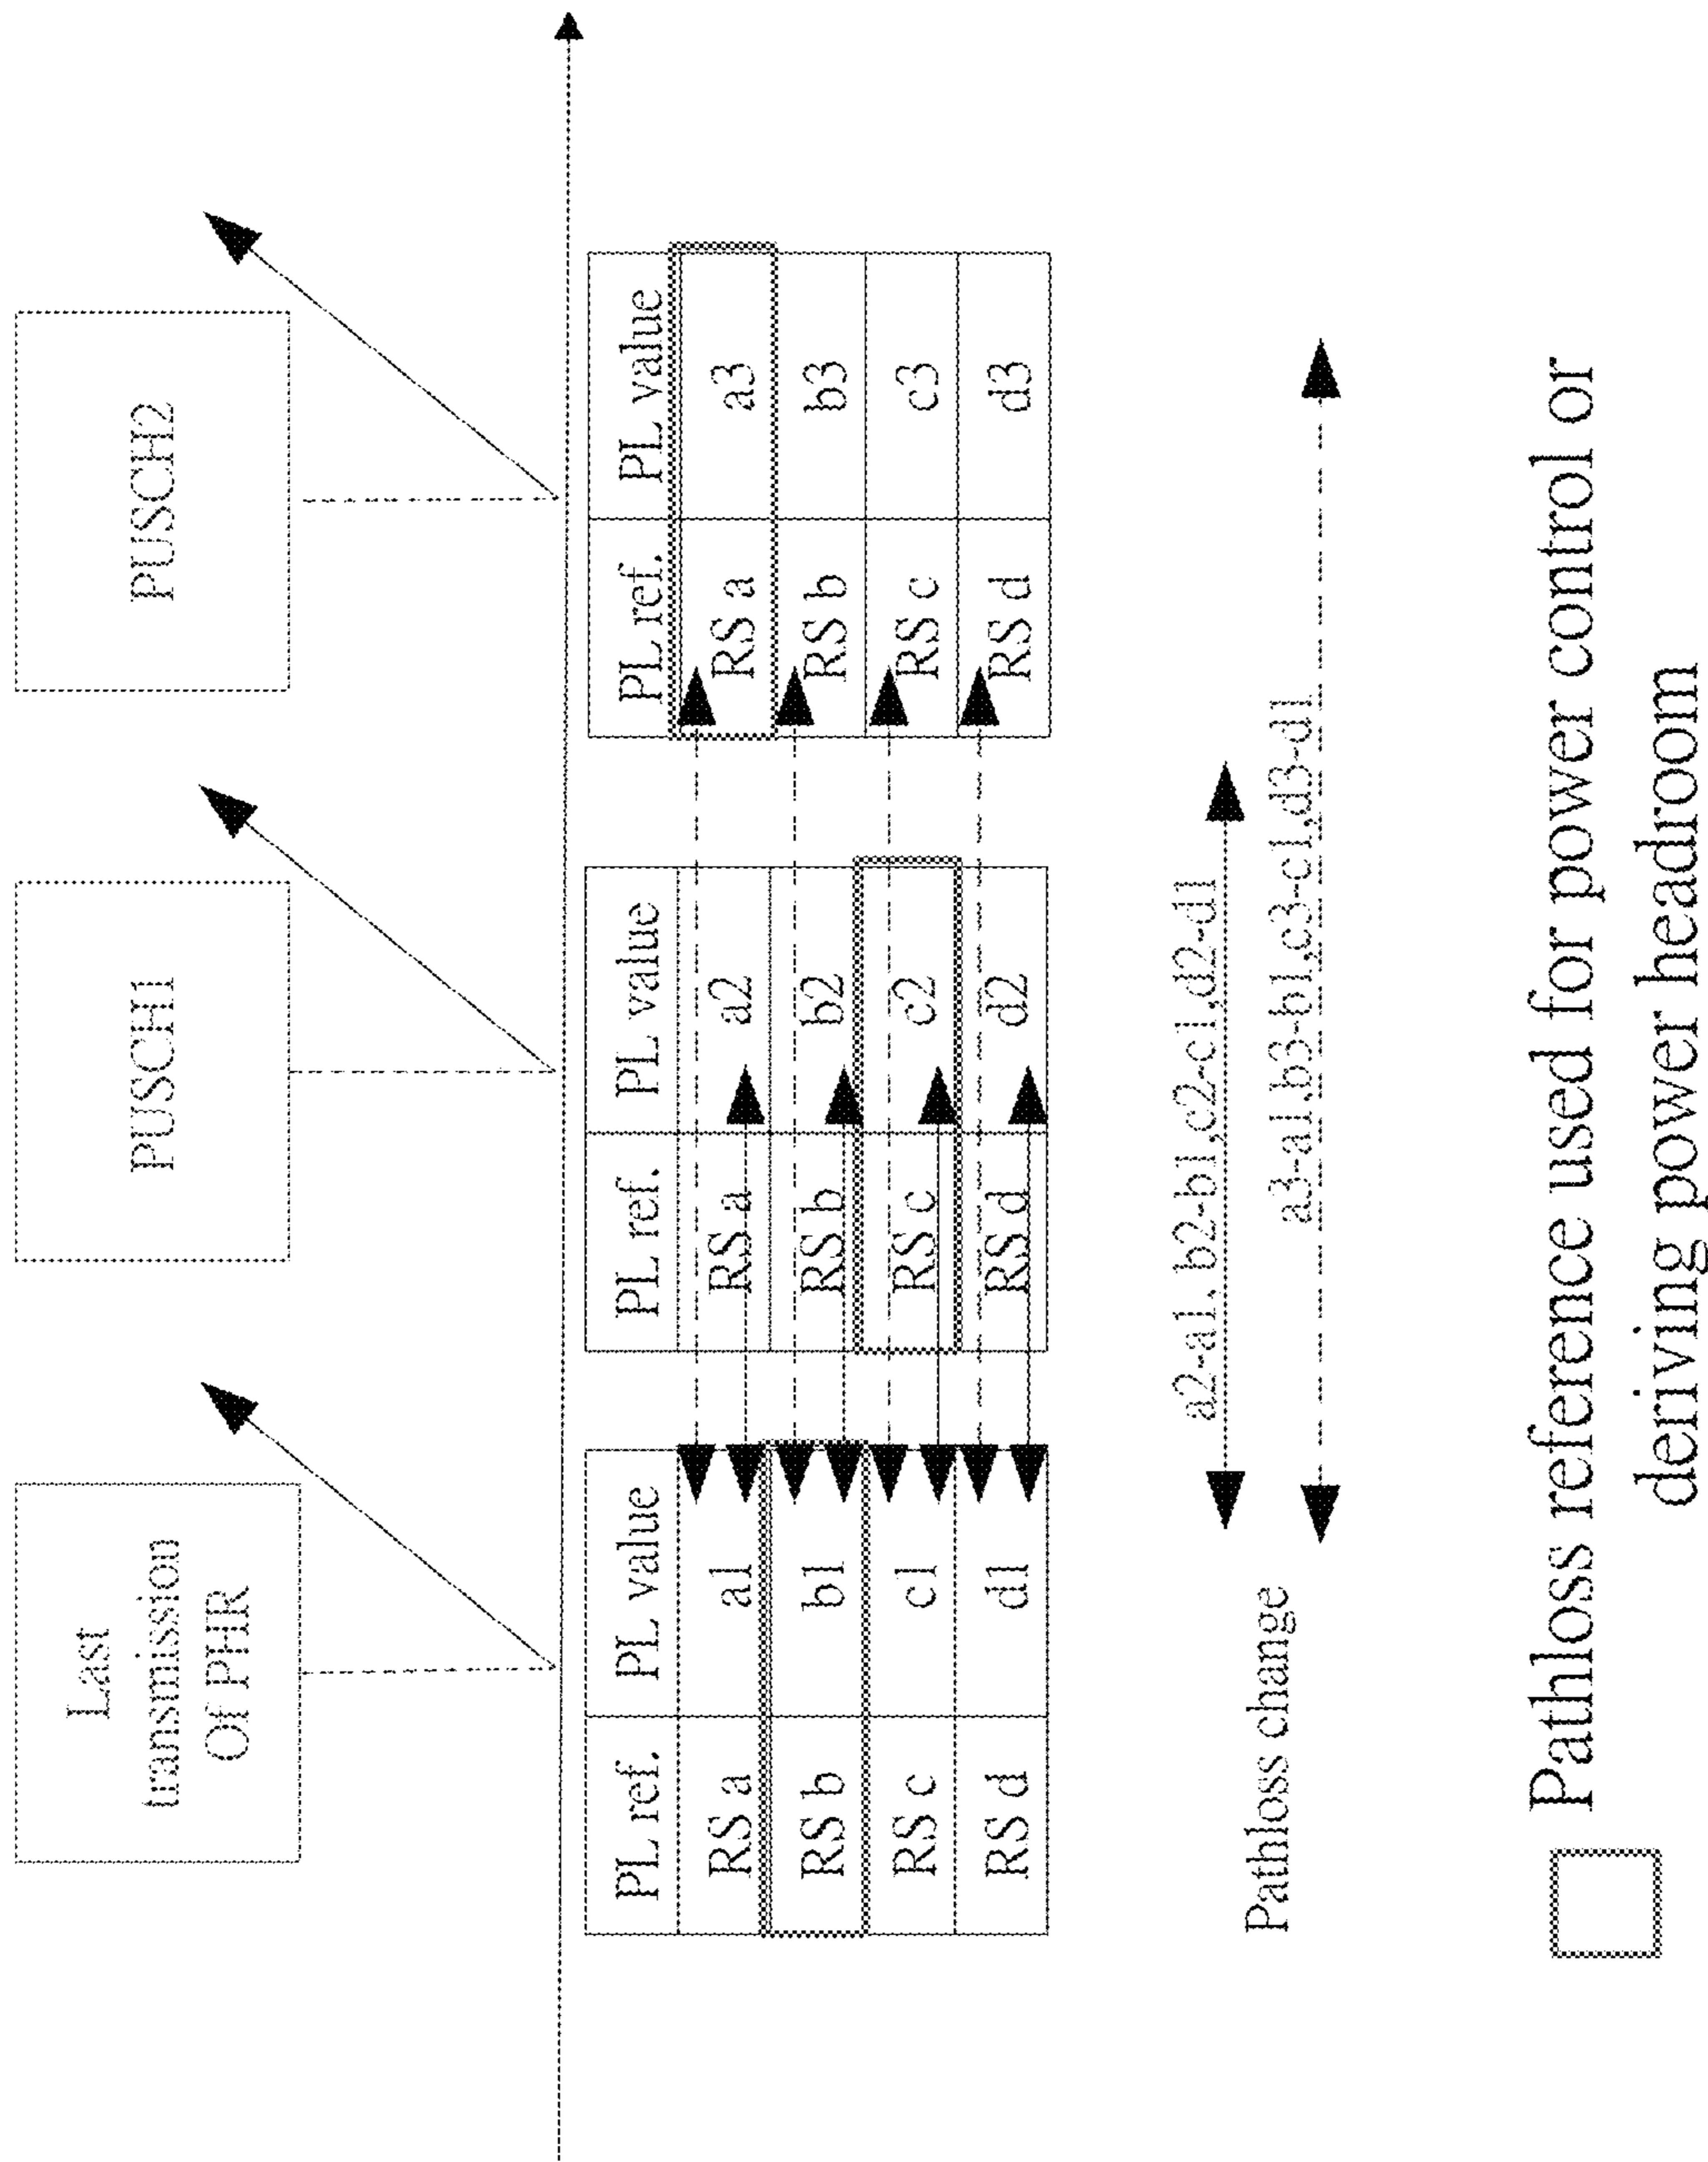 Last
transmission
Of PHR
PUSCH1
PUSCH2
PL ref. PL value
RS a a1
RS b b1
RS c c1
RS d d1
PL ref. PL value
RS a a2
RS b b2
RS c c2
RS d d2
PL ref. PL value
RS a a3
RS b b3
RS c c3
RS d d3
Pathloss change
a2-a1, b2-b1,c2-c1,d2-d1
a3-a1,b3-b1,c3-c1,d3-d1
Pathloss reference used for power control or
deriving power headroom